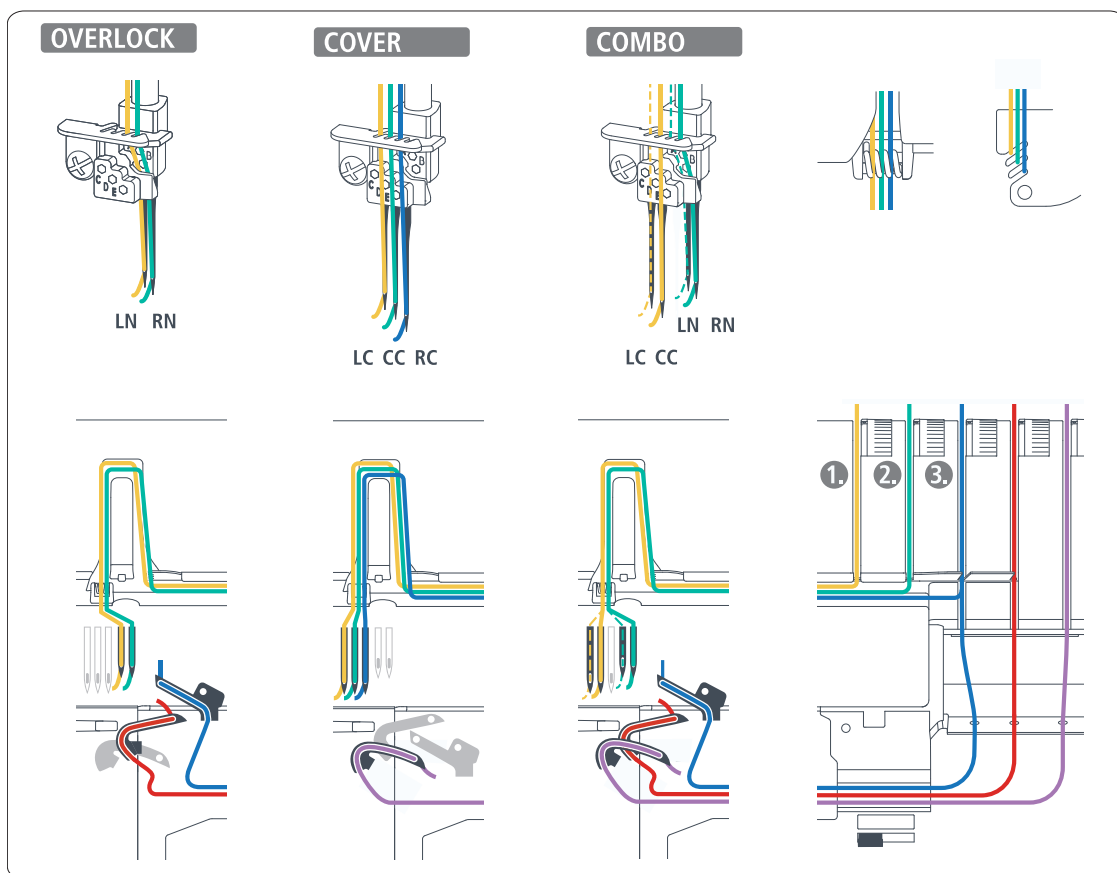 OVERLOCK
COVER
COMBO
A B
C D E
B
C D E
A B
C D E
LN RN
LC CC RC
LN RN
LC CC
1. 2. 3.